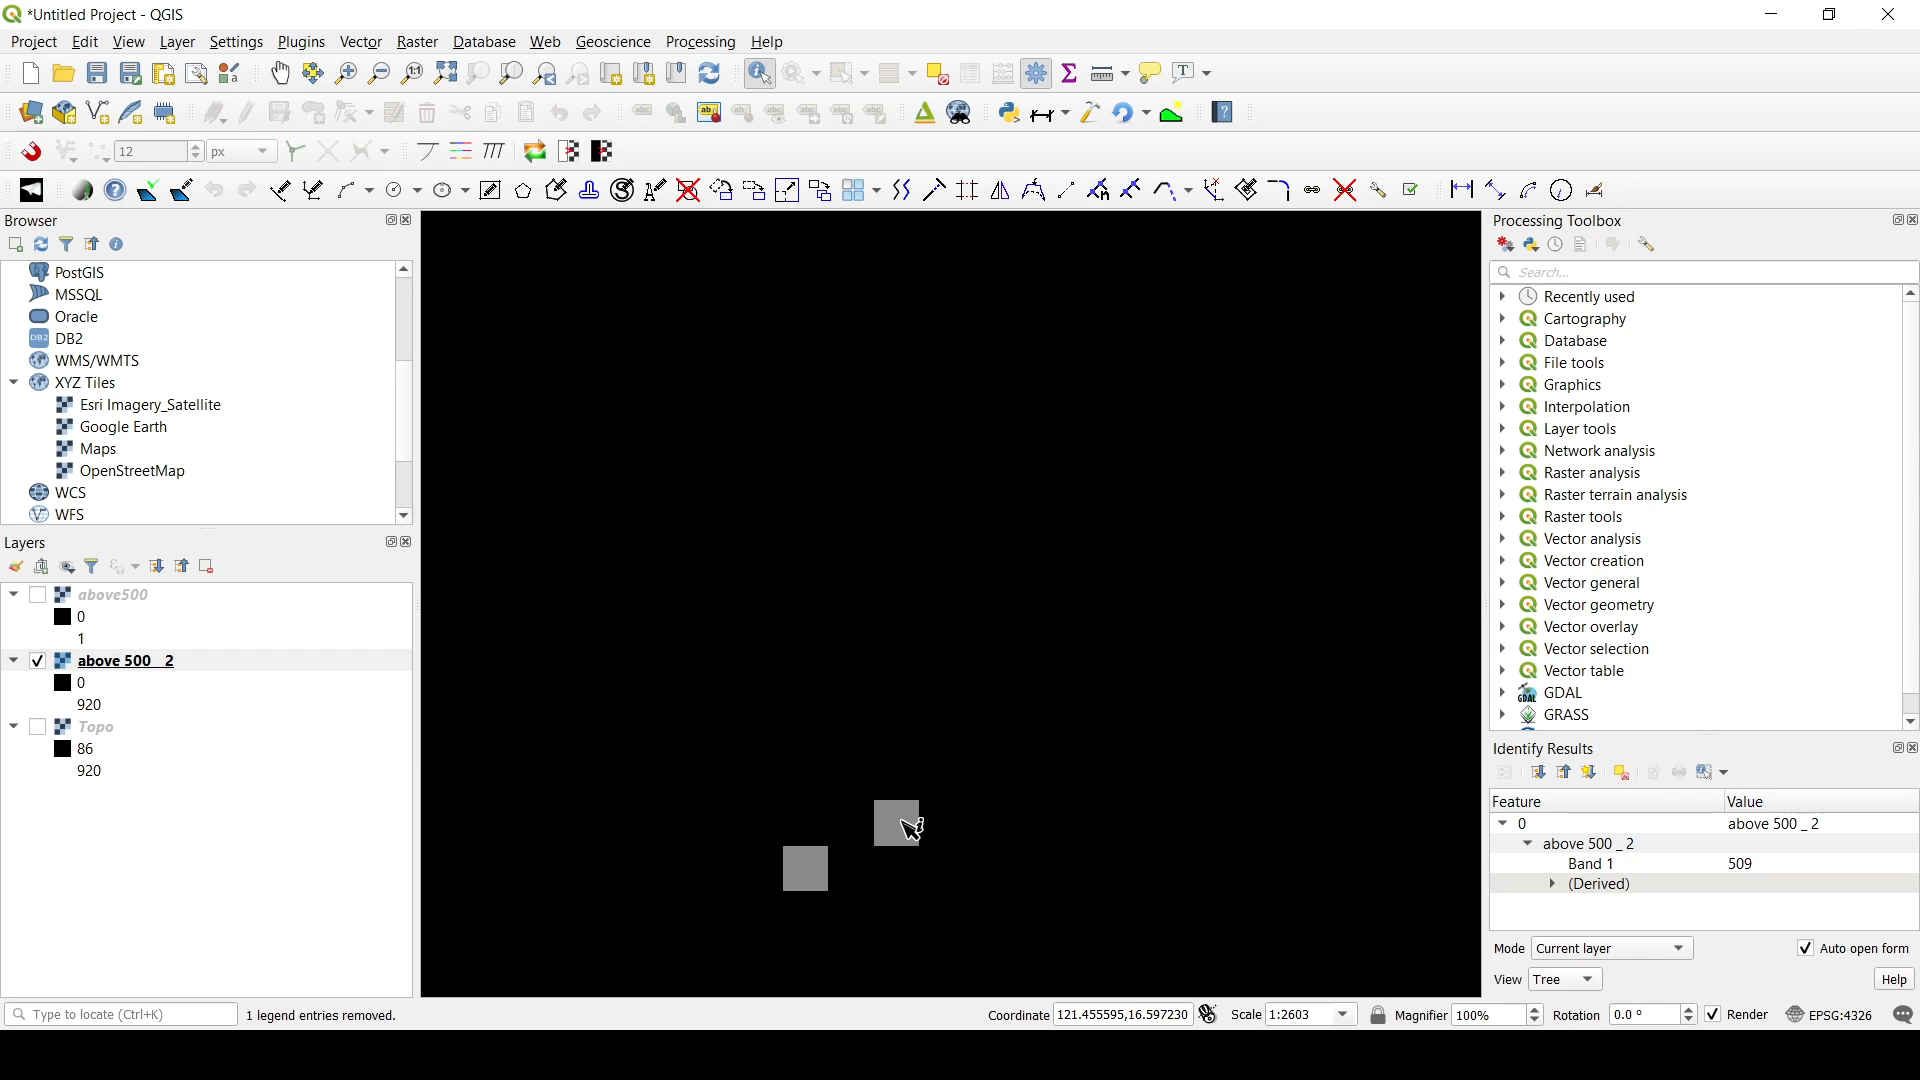 *Untitled Project - QGIS
Project Edit View Layer Settings Plugins Vector Raster Database Web Geoscience Processing Help
12 px
Browser
PostGIS
MSSQL
Oracle
DB2
WMS/WMTS
XYZ Tiles
Esri Imagery_Satellite
Google Earth
Maps
OpenStreetMap
WCS
WFS
Layers
above500
0
1
above 500 _ 2
0
920
Topo
86
920
Processing Toolbox
Search...
Recently used
Cartography
Database
File tools
Graphics
Interpolation
Layer tools
Network analysis
Raster analysis
Raster terrain analysis
Raster tools
Vector analysis
Vector creation
Vector general
Vector geometry
Vector overlay
Vector selection
Vector table
GDAL
GRASS
Identify Results
Feature Value
0 above 500 _ 2
above 500 _ 2
Band 1 509
(Derived)
Mode Current layer Auto open form
View Tree Help
Type to locate (Ctrl+K) 1 legend entries removed. Coordinate 121.455595,16.597230 Scale 1:2603 Magnifier 100% Rotation 0.0 ° Render EPSG:4326